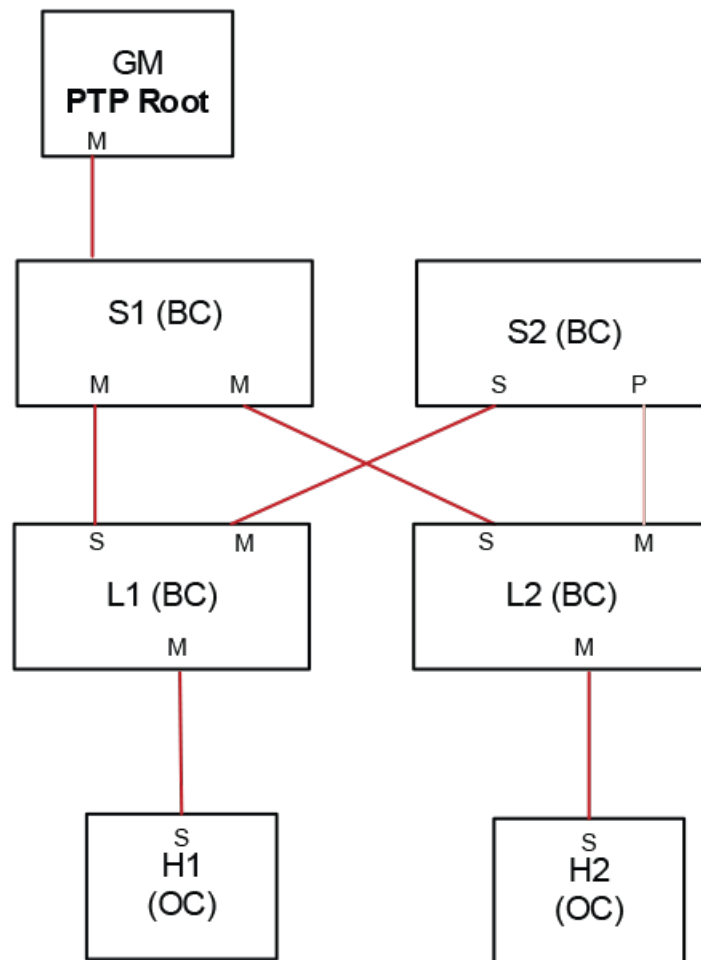 GM
PTP Root
M
S1 (BC)
S2 (BC)
M M
S P
S M
S M
L1 (BC)
L2 (BC)
M
M
S
H1
(OC)
S
H2
(OC)